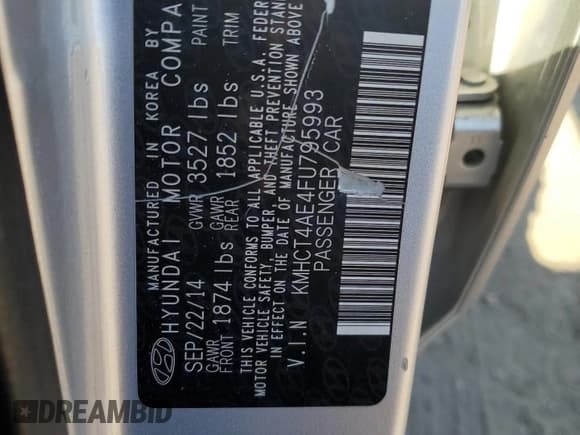 MANUFACTURED IN KOREA BY
HYUNDAI MOTOR COMPA
SEP/22/14 GVWR 3527 lbs PAINT
GAWR FRONT 1874 lbs GAWR REAR 1852 lbs TRIM
THIS VEHICLE CONFORMS TO ALL APPLICABLE U.S.A. FEDER
MOTOR VEHICLE SAFETY, BUMPER, AND THEFT PREVENTION STAN
IN EFFECT ON THE DATE OF MANUFACTURE SHOWN ABOVE
V.I.N KMHCT4AE4FU795993
PASSENGER CAR
DREAMBID